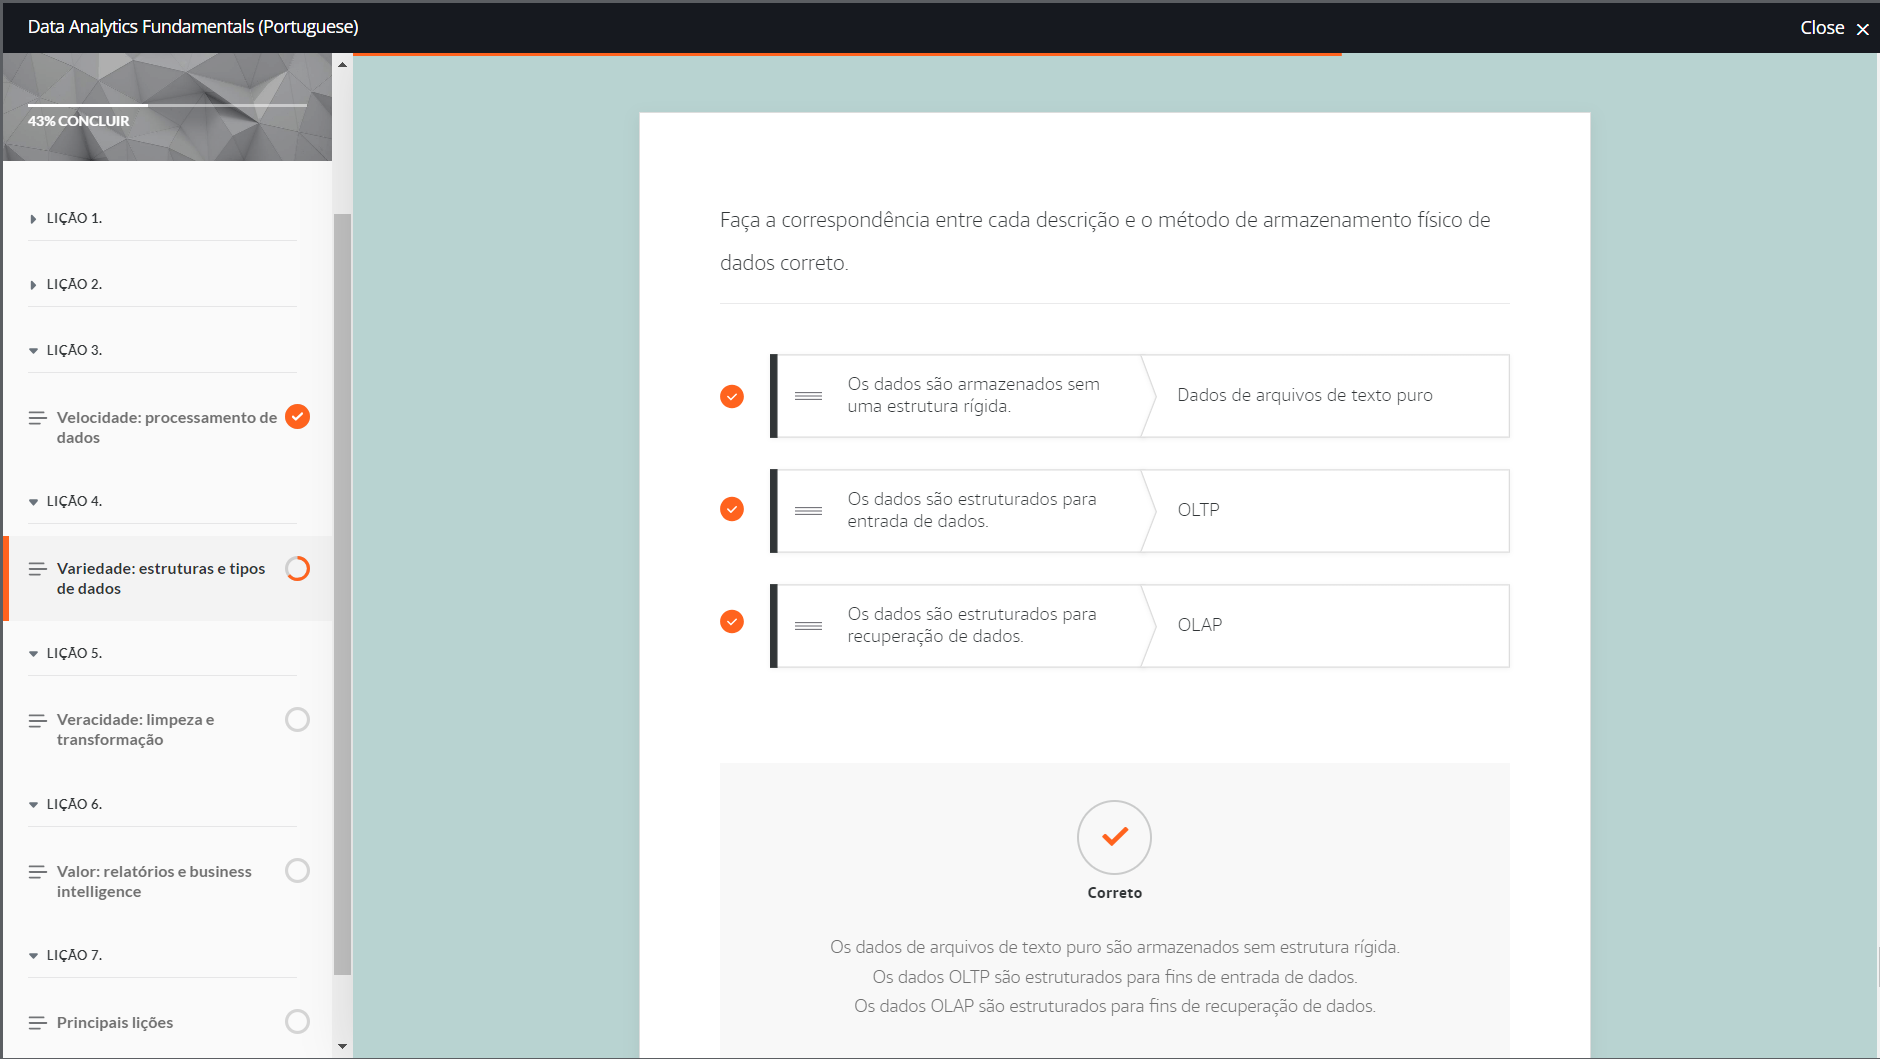 Data Analytics Fundamentals (Portuguese)
Close
43% CONCLUIR
LIÇÃO 1.
LIÇÃO 2.
LIÇÃO 3.
Velocidade: processamento de
dados
LIÇÃO 4.
Variedade: estruturas e tipos
de dados
LIÇÃO 5.
Veracidade: limpeza e
transformação
LIÇÃO 6.
Valor: relatórios e business
intelligence
LIÇÃO 7.
Principais lições
Faça a correspondência entre cada descrição e o método de armazenamento físico de
dados correto.
Os dados são armazenados sem
uma estrutura rígida.
Dados de arquivos de texto puro
Os dados são estruturados para
entrada de dados.
OLTP
Os dados são estruturados para
recuperação de dados.
OLAP
Correto
Os dados de arquivos de texto puro são armazenados sem estrutura rígida.
Os dados OLTP são estruturados para fins de entrada de dados.
Os dados OLAP são estruturados para fins de recuperação de dados.